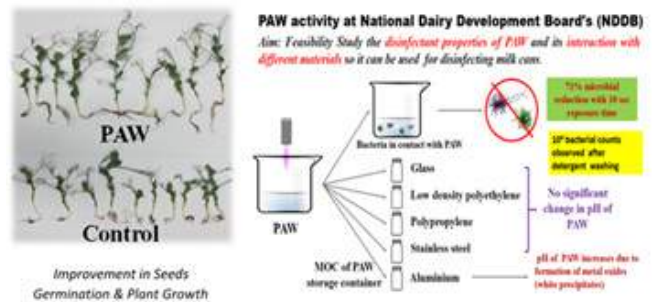 PAW
Control
Improvement in Seeds
Germination & Plant Growth
PAW activity at National Dairy Development Board's (NDDB)
Aim: Feasibility Study the disinfectant properties of PAW and its interaction with
different materials so it can be used for disinfecting milk cans.
71% microbial
reduction with 10 sec
exposure time
Bacteria in contact with PAW
bacterial counts
observed after
detergent washing
PAW
Glass
Low density polyethylene
Polypropylene
Stainless steel
Aluminium
No significant
change in pH of
PAW
MOC of PAW
storage container
pH of PAW increases due to
formation of metal oxides
(white precipitates)